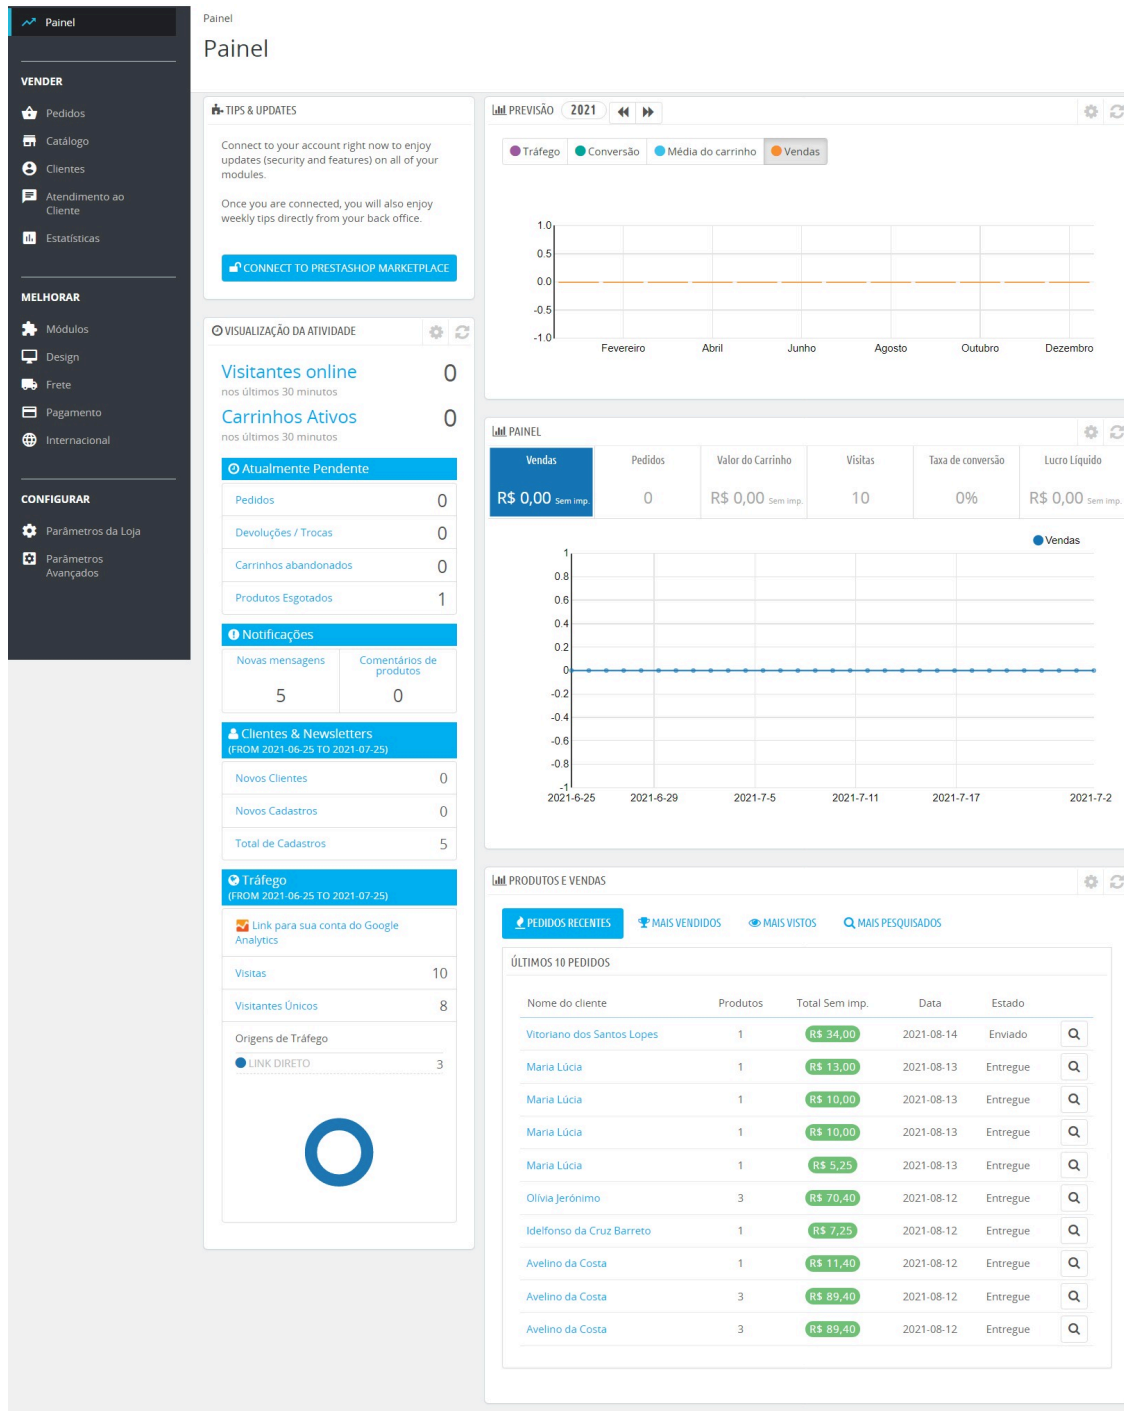 Painel
VENDER
Pedidos
Catálogo
Clientes
Atendimento ao
Cliente
Estatísticas
MELHORAR
Módulos
Design
Frete
Pagamento
Internacional
CONFIGURAR
Parâmetros da Loja
Parâmetros
Avançados
Painel
Painel
TIPS & UPDATES
Connect to your account right now to enjoy
updates (security and features) on all of your
modules.
Once you are connected, you will also enjoy
weekly tips directly from your back office.
CONNECT TO PRESTASHOP MARKETPLACE
VISUALIZAÇÃO DA ATIVIDADE
Visitantes online 0
nos últimos 30 minutos
Carrinhos Ativos 0
nos últimos 30 minutos
Atualmente Pendente
Pedidos 0
Devoluções / Trocas 0
Carrinhos abandonados 0
Produtos Esgotados 1
Notificações
Novas mensagens
5
Comentários de
produtos
0
Clientes & Newsletters
(FROM 2021-06-25 TO 2021-07-25)
Novos Clientes 0
Novos Cadastros 0
Total de Cadastros 5
Tráfego
(FROM 2021-06-25 TO 2021-07-25)
Link para sua conta do Google
Analytics
Visitas 10
Visitantes Únicos 8
Origens de Tráfego
LINK DIRETO 3
PREVISÃO 2021
Tráfego Conversão Média do carrinho Vendas
1.0
0.5
0.0
-0.5
-1.0
Fevereiro Abril Junho Agosto Outubro Dezembro
PAINEL
Vendas Pedidos Valor do Carrinho Visitas Taxa de conversão Lucro Líquido
R$ 0,00 Sem imp. 0 R$ 0,00 Sem imp. 10 0% R$ 0,00 Sem imp.
Vendas
1
0.8
0.6
0.4
0.2
0
-0.2
-0.4
-0.6
-0.8
-1
2021-6-25 2021-6-29 2021-7-5 2021-7-11 2021-7-17 2021-7-2
PRODUTOS E VENDAS
PEDIDOS RECENTES MAIS VENDIDOS MAIS VISTOS MAIS PESQUISADOS
ÚLTIMOS 10 PEDIDOS
Nome do cliente Produtos Total Sem imp. Data Estado
Vitoriano dos Santos Lopes 1 R$ 34,00 2021-08-14 Enviado
Maria Lúcia 1 R$ 13,00 2021-08-13 Entregue
Maria Lúcia 1 R$ 10,00 2021-08-13 Entregue
Maria Lúcia 1 R$ 10,00 2021-08-13 Entregue
Maria Lúcia 1 R$ 5,25 2021-08-13 Entregue
Olívia Jerónimo 3 R$ 70,40 2021-08-12 Entregue
Idelfonso da Cruz Barreto 1 R$ 7,25 2021-08-12 Entregue
Avelino da Costa 1 R$ 11,40 2021-08-12 Entregue
Avelino da Costa 3 R$ 89,40 2021-08-12 Entregue
Avelino da Costa 3 R$ 89,40 2021-08-12 Entregue